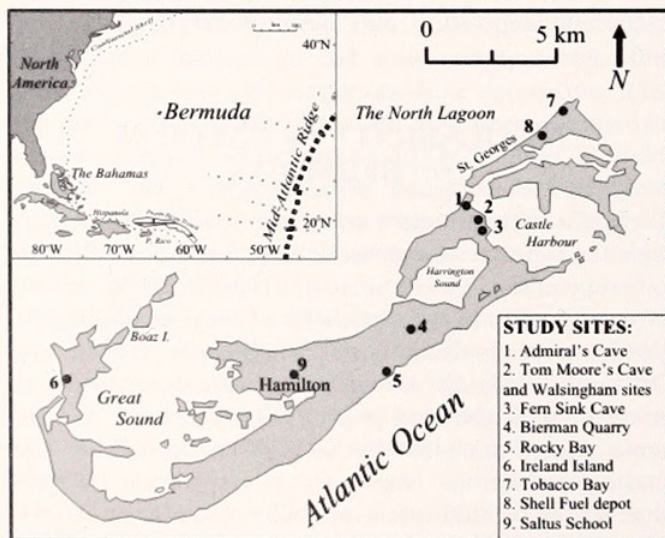 Continental Shelf
40°N
North
America
Bermuda
The Bahamas
Hispaniola
P. Rico
Mid-Atlantic Ridge
20°N
80°W
70°W
60°W
50°W
0
5 km
N
The North Lagoon
7
8
St. Georges
1
2
3
Castle
Harbour
Harrington
Sound
4
5
Boaz I.
6
9
Hamilton
Great
Sound
Atlantic Ocean
STUDY SITES:
1. Admiral's Cave
2. Tom Moore's Cave
and Walsingham sites
3. Fern Sink Cave
4. Bierman Quarry
5. Rocky Bay
6. Ireland Island
7. Tobacco Bay
8. Shell Fuel depot
9. Saltus School